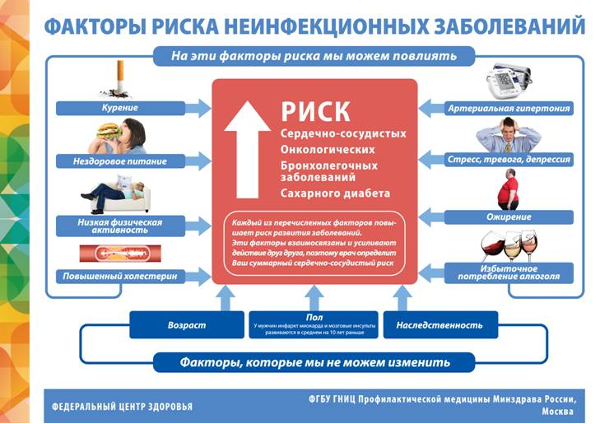 ФАКТОРЫ РИСКА НЕИНФЕКЦИОННЫХ ЗАБОЛЕВАНИЙ
На эти факторы риска мы можем повлиять
Курение
Нездоровое питание
Низкая физическая
активность
Повышенный холестерин
РИСК
Сердечно-сосудистых
Онкологических
Бронхолегочных
заболеваний
Сахарного диабета
Каждый из перечисленных факторов повы-
шает риск развития заболеваний.
Эти факторы взаимосвязаны и усиливают
действие друг друга, поэтому врач определит
Ваш суммарный сердечно-сосудистый риск
Артериальная гипертония
Стресс, тревога, депрессия
Ожирение
Избыточное
потребление алкоголя
Возраст
Пол
У мужчин инфаркт миокарда и мозговые инсульты
развиваются в среднем на 10 лет раньше
Наследственность
Факторы, которые мы не можем изменить
ФЕДЕРАЛЬНЫЙ ЦЕНТР ЗДОРОВЬЯ
ФГБУ ГНИЦ Профилактической медицины Минздрава России,
Москва